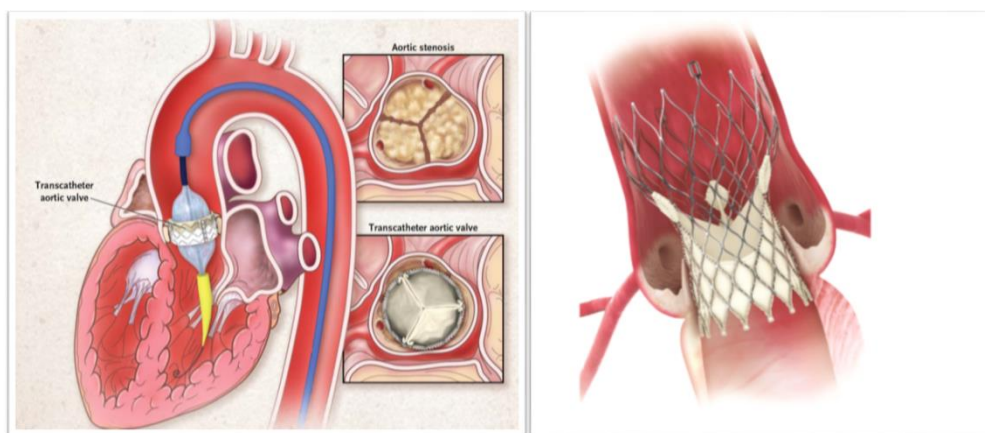 Aortic stenosis
Transcatheter
aortic valve
Transcatheter aortic valve